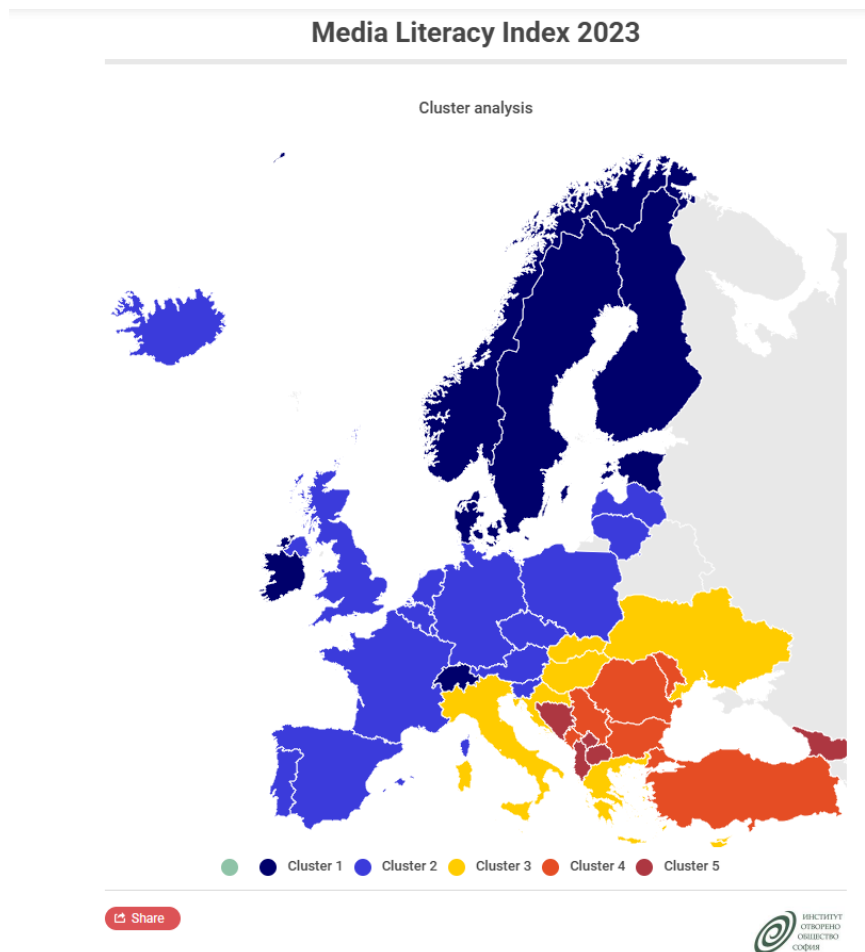 Media Literacy Index 2023
Cluster analysis
Cluster 1 Cluster 2 Cluster 3 Cluster 4 Cluster 5
Share
ИНСТИТУТ
ОТВОРЕНО
ОБЩЕСТВО
СОФИЯ